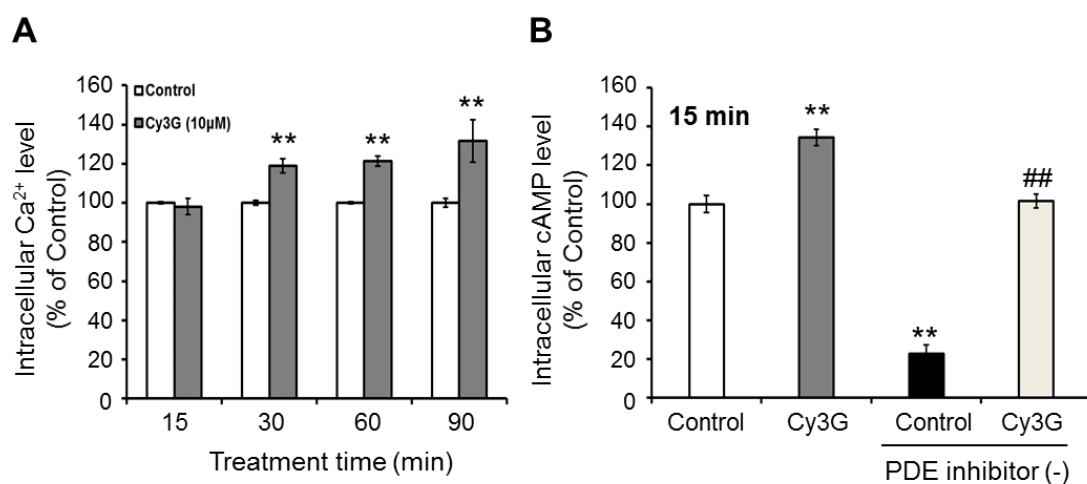 A
Intracellular Ca²⁺ level
(% of Control)
160
140
120
100
80
60
40
20
0
Control
Cy3G (10μM)
**
**
**
15 30 60 90
Treatment time (min)
B
Intracellular cAMP level
(% of Control)
160
140
120
100
80
60
40
20
0
15 min
**
**
##
Control Cy3G Control Cy3G
PDE inhibitor (-)